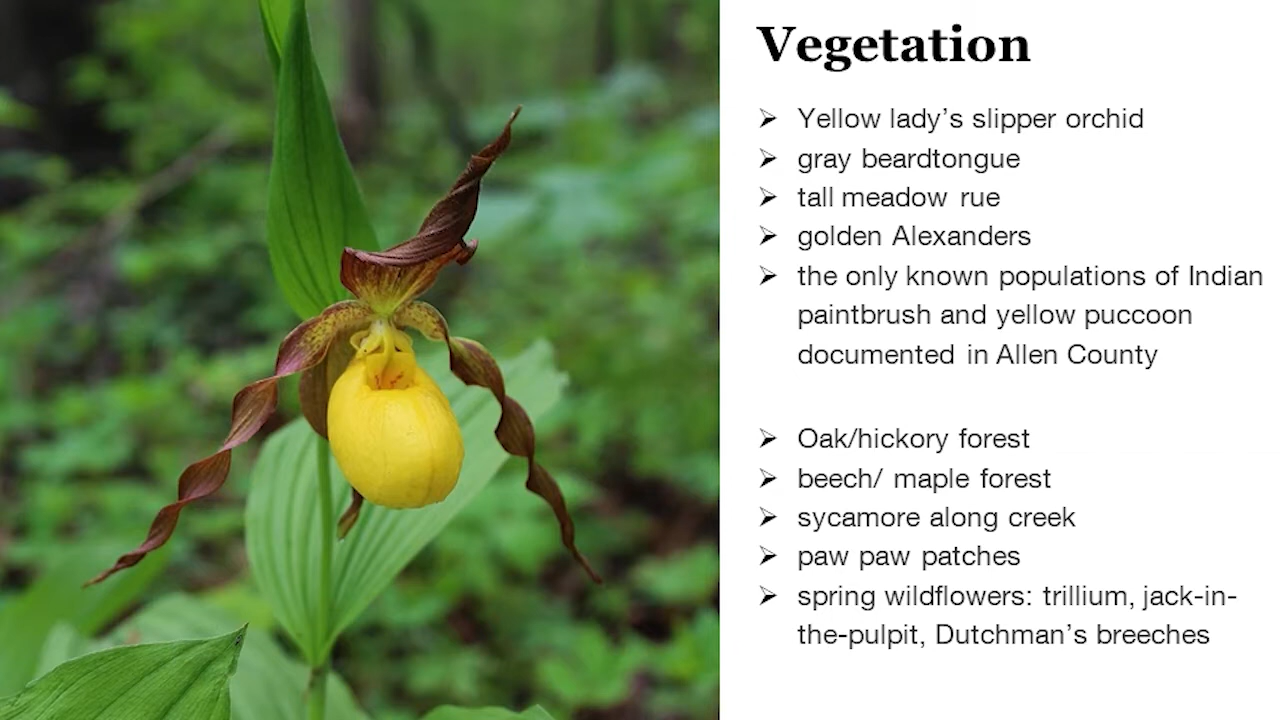 Vegetation
➢ Yellow lady’s slipper orchid
➢ gray beardtongue
➢ tall meadow rue
➢ golden Alexanders
➢ the only known populations of Indian
paintbrush and yellow puccoon
documented in Allen County
➢ Oak/hickory forest
➢ beech/ maple forest
➢ sycamore along creek
➢ paw paw patches
➢ spring wildflowers: trillium, jack-in-
the-pulpit, Dutchman’s breeches